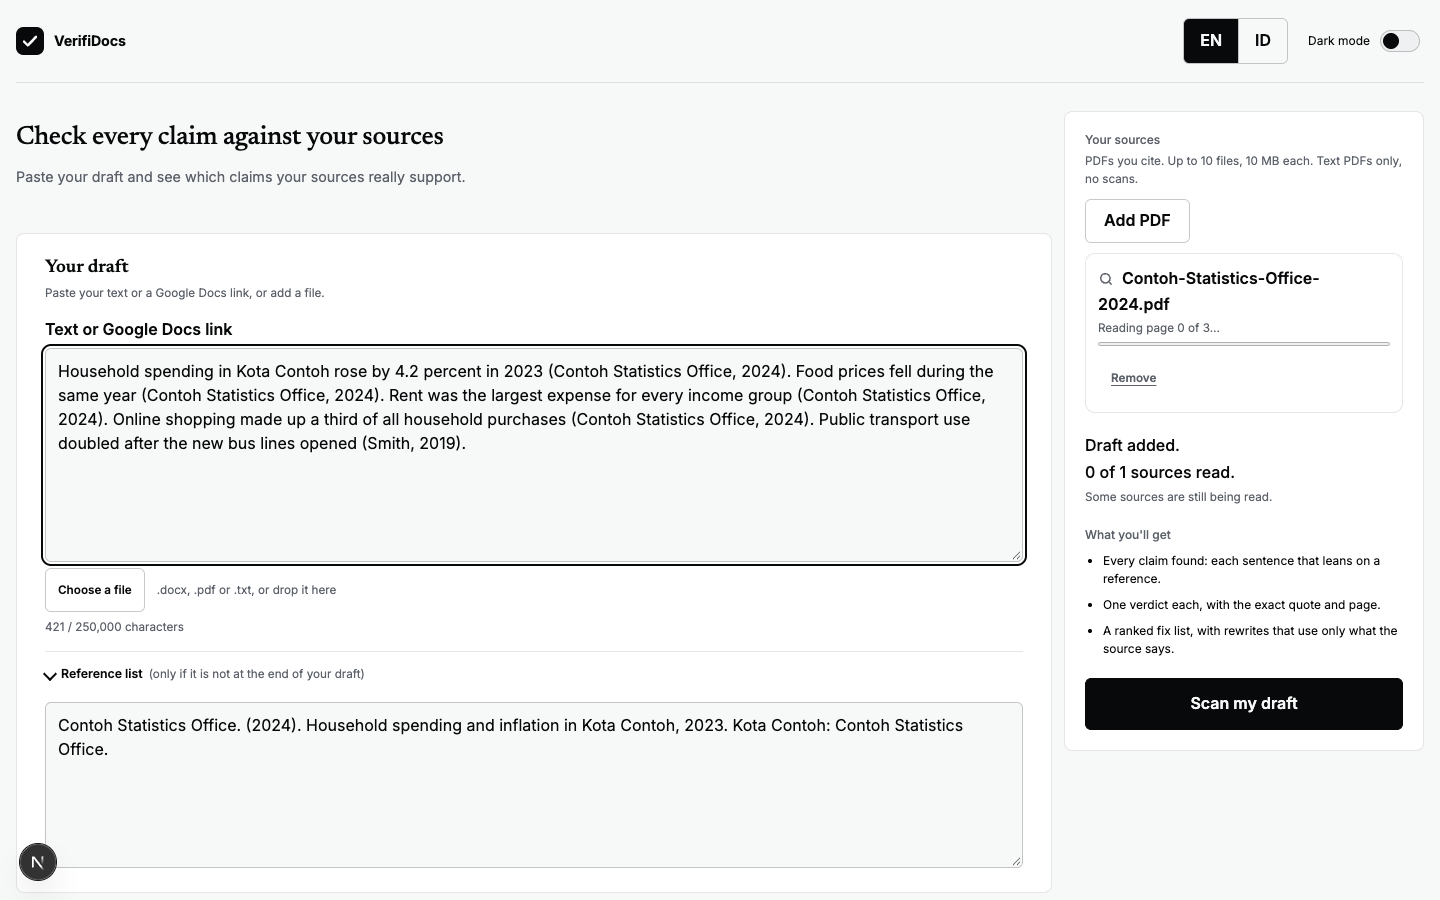 VerifiDocs
EN ID Dark mode
Check every claim against your sources
Paste your draft and see which claims your sources really support.
Your draft
Paste your text or a Google Docs link, or add a file.
Text or Google Docs link
Household spending in Kota Contoh rose by 4.2 percent in 2023 (Contoh Statistics Office, 2024). Food prices fell during the
same year (Contoh Statistics Office, 2024). Rent was the largest expense for every income group (Contoh Statistics Office,
2024). Online shopping made up a third of all household purchases (Contoh Statistics Office, 2024). Public transport use
doubled after the new bus lines opened (Smith, 2019).
Choose a file .docx, .pdf or .txt, or drop it here
421 / 250,000 characters
Reference list (only if it is not at the end of your draft)
Contoh Statistics Office. (2024). Household spending and inflation in Kota Contoh, 2023. Kota Contoh: Contoh Statistics
Office.
N
Your sources
PDFs you cite. Up to 10 files, 10 MB each. Text PDFs only,
no scans.
Add PDF
Contoh-Statistics-Office-
2024.pdf
Reading page 0 of 3…
Remove
Draft added.
0 of 1 sources read.
Some sources are still being read.
What you'll get
• Every claim found: each sentence that leans on a
reference.
• One verdict each, with the exact quote and page.
• A ranked fix list, with rewrites that use only what the
source says.
Scan my draft